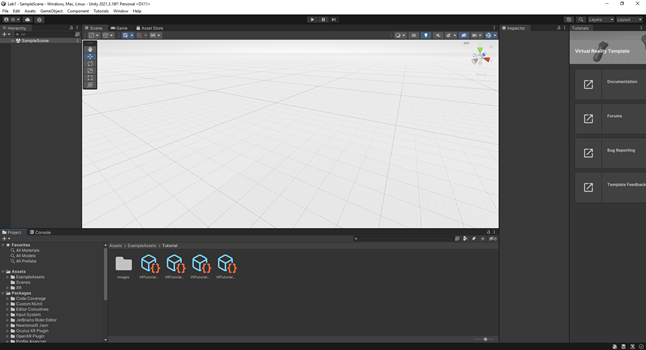 Lab1 - SampleScene - Windows, Mac, Linux - Unity 2021.3.18f1 Personal <DX11>
File Edit Assets GameObject Component Tutorials Window Help
Layers Layout
Hierarchy Scene Game Asset Store Inspector Tutorials
All
SampleScene
Virtual Reality Template
Documentation
Forums
Bug Reporting
Template Feedback
Project Console
Favorites
All Materials
All Models
All Prefabs
Assets
ExampleAssets
Scenes
XR
Packages
Code Coverage
Custom NUnit
Editor Coroutines
Input System
JetBrains Rider Editor
Newtonsoft Json
Oculus XR Plugin
OpenXR Plugin
Profile Analyzer
Assets > ExampleAssets > Tutorial
Images VRTutorial... VRTutorial... VRTutorial... VRTutorial...